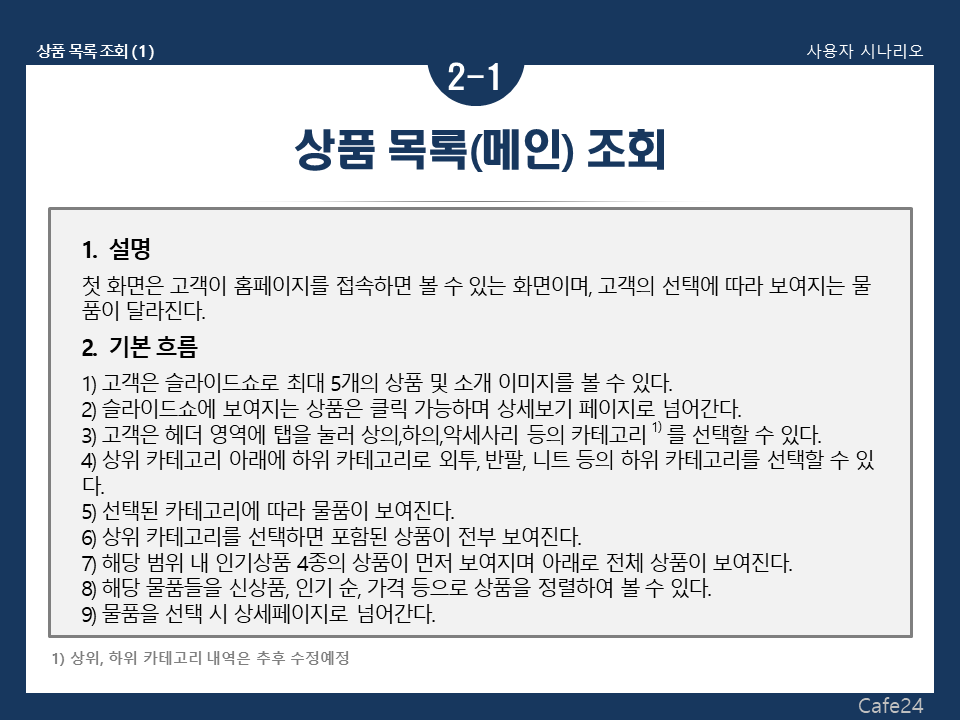 상품 목록 조회 (1)
사용자 시나리오
2-1
상품 목록(메인) 조회
1. 설명
첫 화면은 고객이 홈페이지를 접속하면 볼 수 있는 화면이며, 고객의 선택에 따라 보여지는 물
품이 달라진다.
2. 기본 흐름
1) 고객은 슬라이드쇼로 최대 5개의 상품 및 소개 이미지를 볼 수 있다.
2) 슬라이드쇼에 보여지는 상품은 클릭 가능하며 상세보기 페이지로 넘어간다.
3) 고객은 헤더 영역에 탭을 눌러 상의,하의,악세사리 등의 카테고리 1) 를 선택할 수 있다.
4) 상위 카테고리 아래에 하위 카테고리로 외투, 반팔, 니트 등의 하위 카테고리를 선택할 수 있
다.
5) 선택된 카테고리에 따라 물품이 보여진다.
6) 상위 카테고리를 선택하면 포함된 상품이 전부 보여진다.
7) 해당 범위 내 인기상품 4종의 상품이 먼저 보여지며 아래로 전체 상품이 보여진다.
8) 해당 물품들을 신상품, 인기 순, 가격 등으로 상품을 정렬하여 볼 수 있다.
9) 물품을 선택 시 상세페이지로 넘어간다.
1) 상위, 하위 카테고리 내역은 추후 수정예정
Cafe24